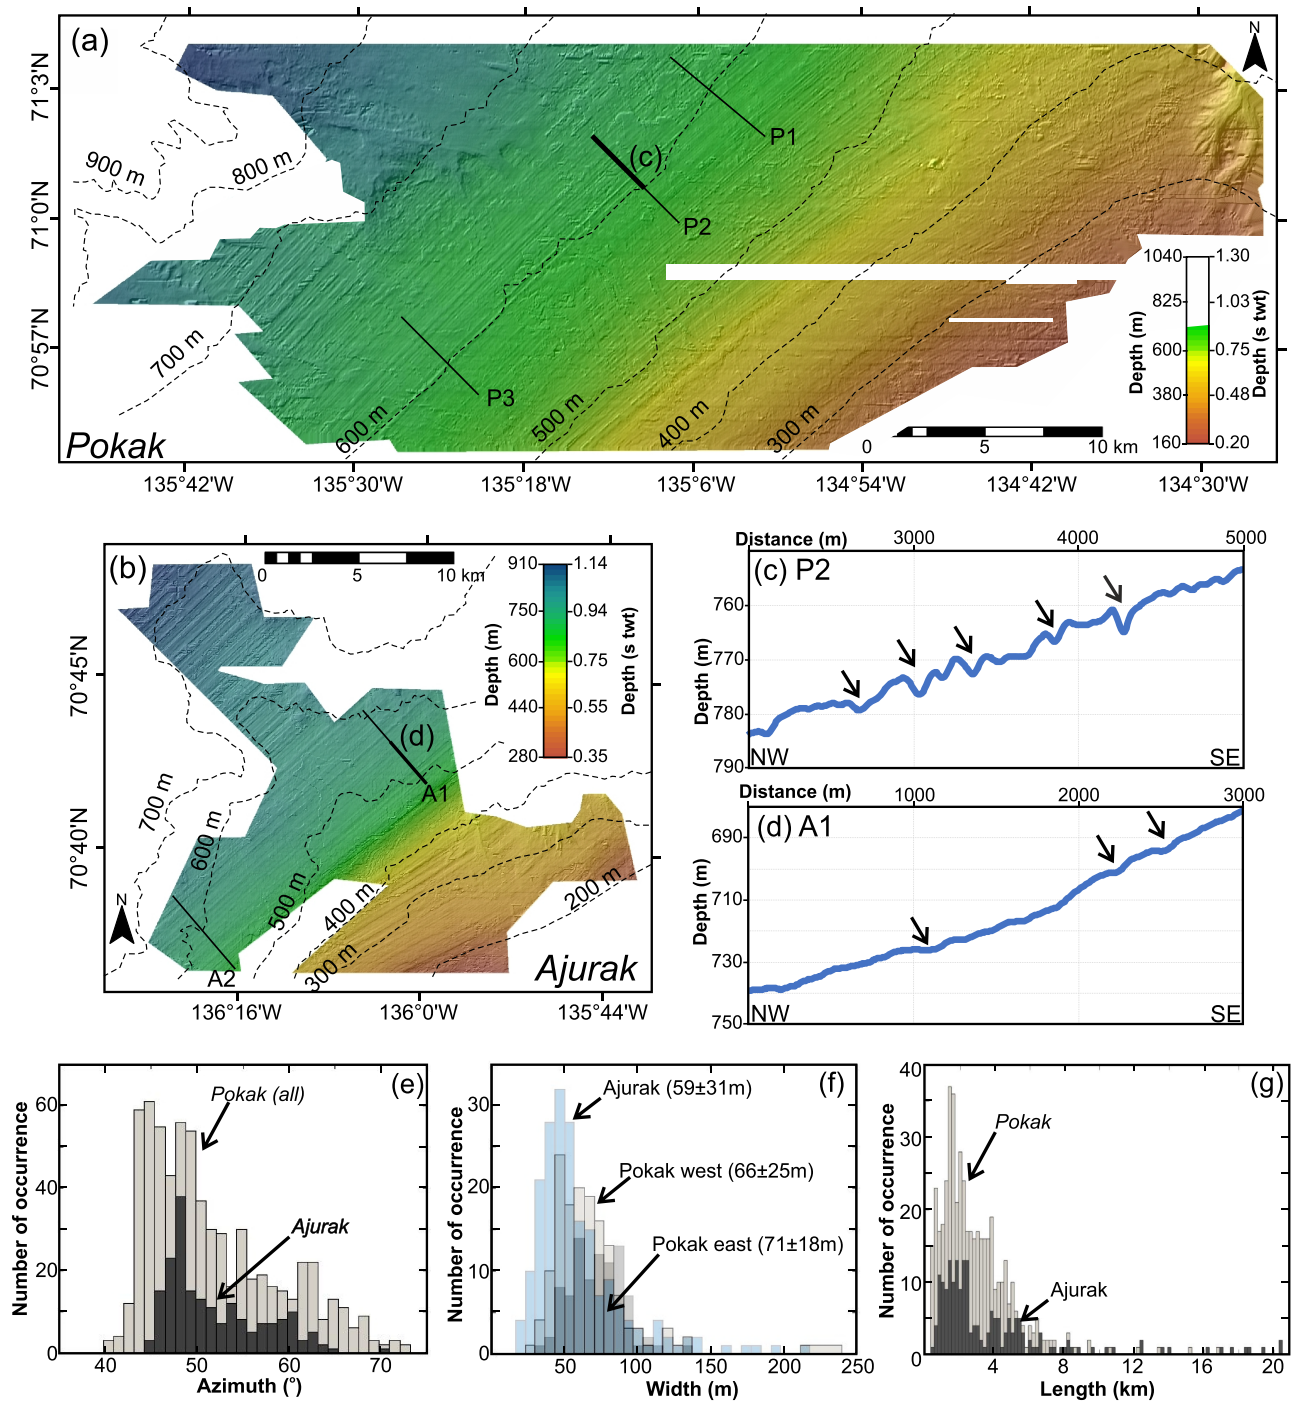 (a)
N
71°3'N
71°0'N
70°57'N
900 m
800 m
700 m
600 m
500 m
400 m
300 m
P1
(c)
P2
P3
Pokak
1040 1.30
825 1.03
600 0.75
380 0.48
160 0.20
Depth (m)
Depth (s twt)
0 5 10 km
135°42'W 135°30'W 135°18'W 135°6'W 134°54'W 134°42'W 134°30'W
(b)
0 5 10 km
910 1.14
750 0.94
600 0.75
440 0.55
280 0.35
Depth (m)
Depth (s twt)
70°45'N
70°40'N
700 m
600 m
500 m
400 m
300 m
200 m
(d)
A1
A2
N
Ajurak
136°16'W 136°0'W 135°44'W
Distance (m) 3000 4000 5000
(c) P2
760
770
780
790
Depth (m)
NW SE
Distance (m) 1000 2000 3000
(d) A1
690
710
730
750
Depth (m)
NW SE
(e)
Pokak (all)
Ajurak
Number of occurrence
60
40
20
0
40 50 60 70
Azimuth (°)
(f)
Ajurak (59±31m)
Pokak west (66±25m)
Pokak east (71±18m)
Number of occurrence
30
20
10
0
50 100 150 200 250
Width (m)
(g)
Pokak
Ajurak
Number of occurrence
40
30
20
10
0
4 8 12 16 20
Length (km)